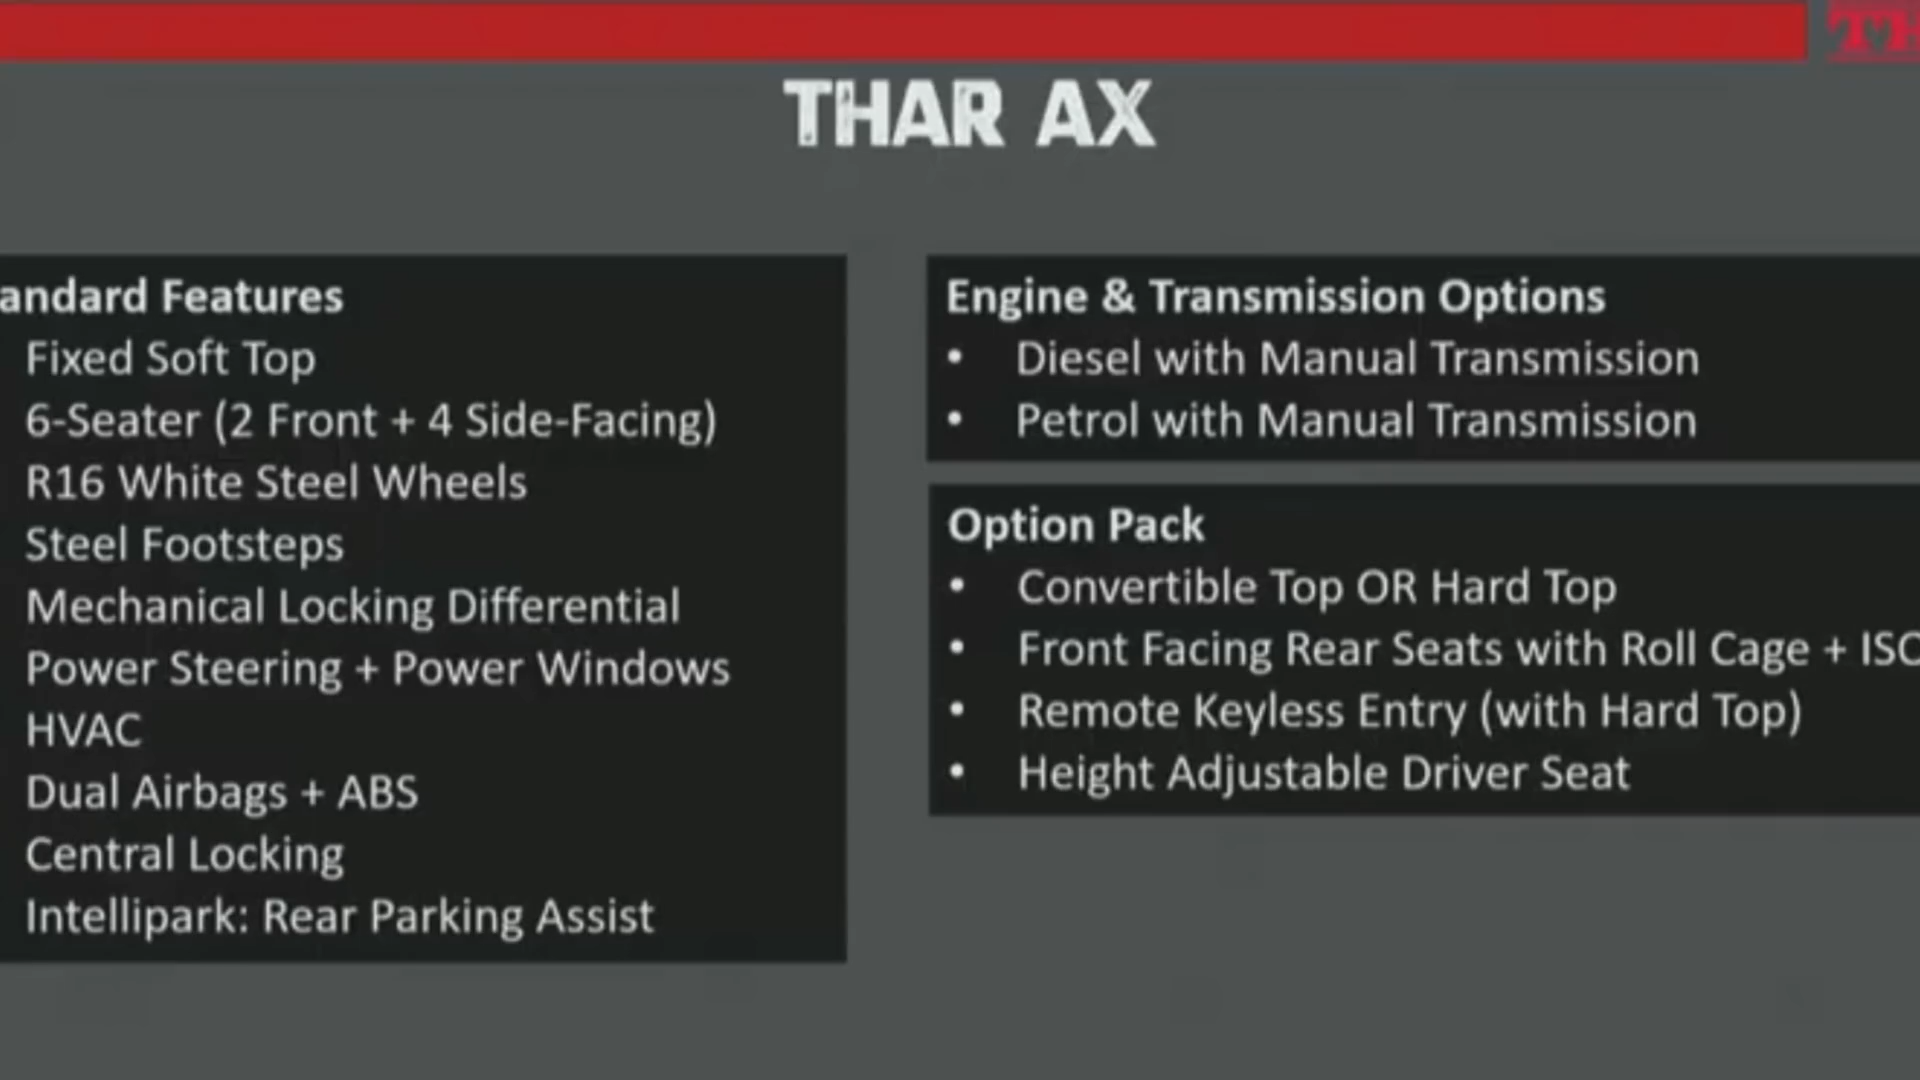 THAR AX
andard Features
Fixed Soft Top
6-Seater (2 Front + 4 Side-Facing)
R16 White Steel Wheels
Steel Footsteps
Mechanical Locking Differential
Power Steering + Power Windows
HVAC
Dual Airbags + ABS
Central Locking
Intellipark: Rear Parking Assist
Engine & Transmission Options
• Diesel with Manual Transmission
• Petrol with Manual Transmission
Option Pack
• Convertible Top OR Hard Top
• Front Facing Rear Seats with Roll Cage + ISO
• Remote Keyless Entry (with Hard Top)
• Height Adjustable Driver Seat